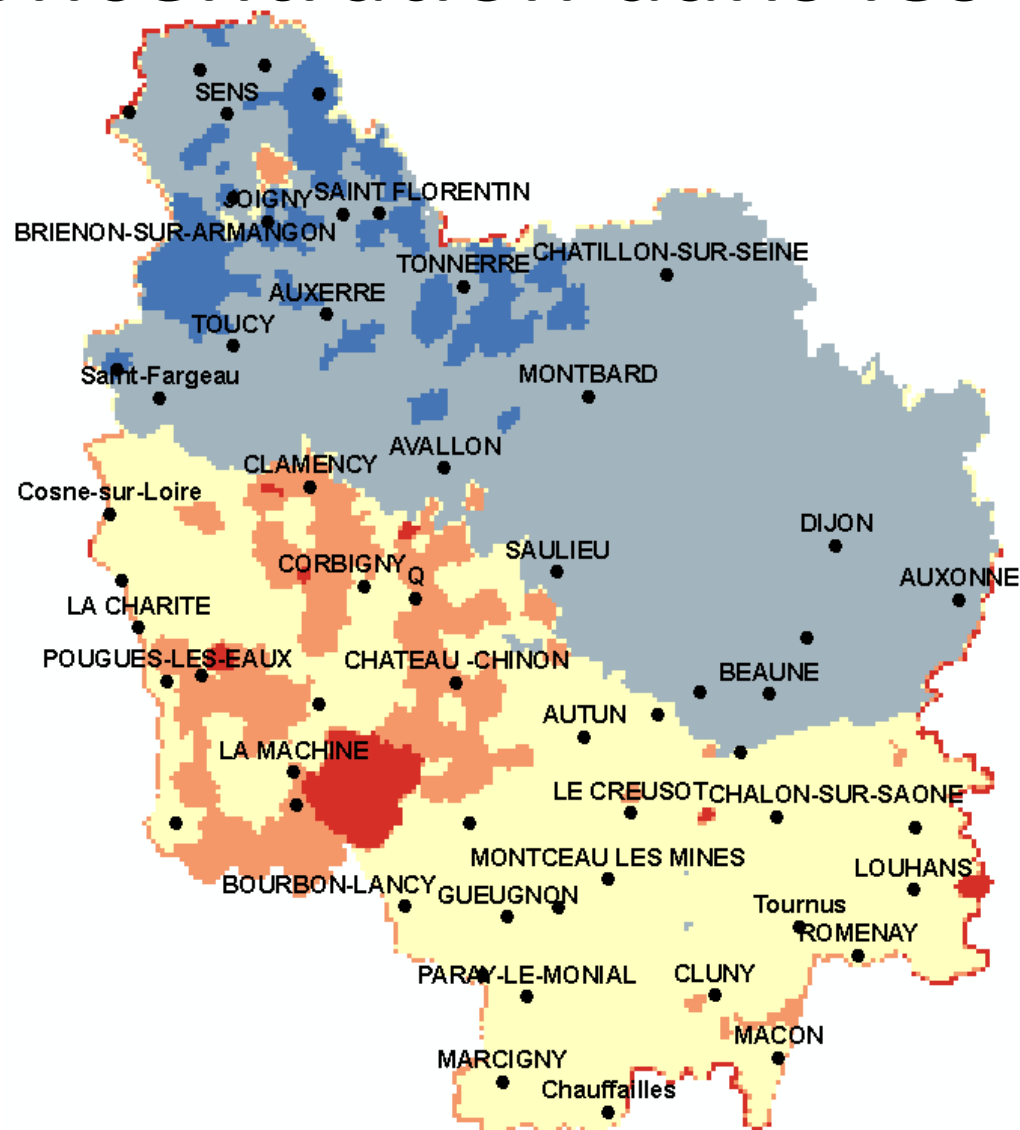 SENS
JOIGNY
SAINT FLORENTIN
BRIENON-SUR-ARMANGON
TONNERRE
CHATILLON-SUR-SEINE
AUXERRE
TOUCY
Saint-Fargeau
MONTBARD
AVALLON
CLAMENCY
Cosne-sur-Loire
DIJON
SAULIEU
CORBIGNY
Q
AUXONNE
LA CHARITE
POUGUES-LES-EAUX
CHATEAU -CHINON
BEAUNE
AUTUN
LA MACHINE
LE CREUSOT
CHALON-SUR-SAONE
MONTCEAU LES MINES
LOUHANS
BOURBON-LANCY
GUEUGNON
Tournus
ROMENAY
PARAY-LE-MONIAL
CLUNY
MACON
MARCIGNY
Chauffailles